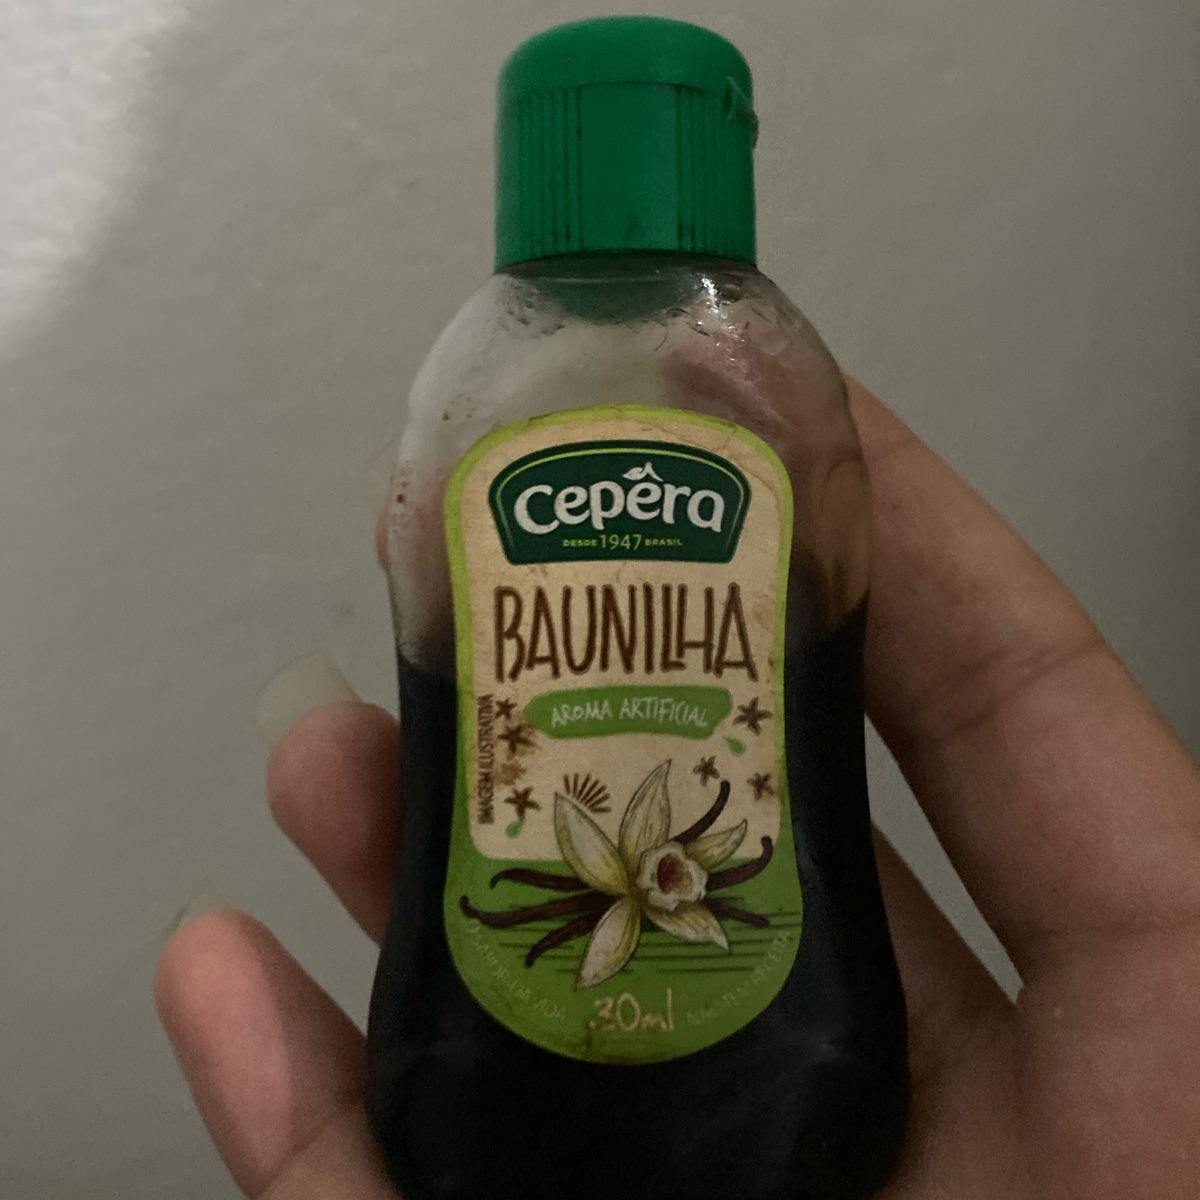 cepêra
DESDE 1947 BRASIL
BAUNILHA
AROMA ARTIFICIAL
IMAGEM ILUSTRATIVA
30ml